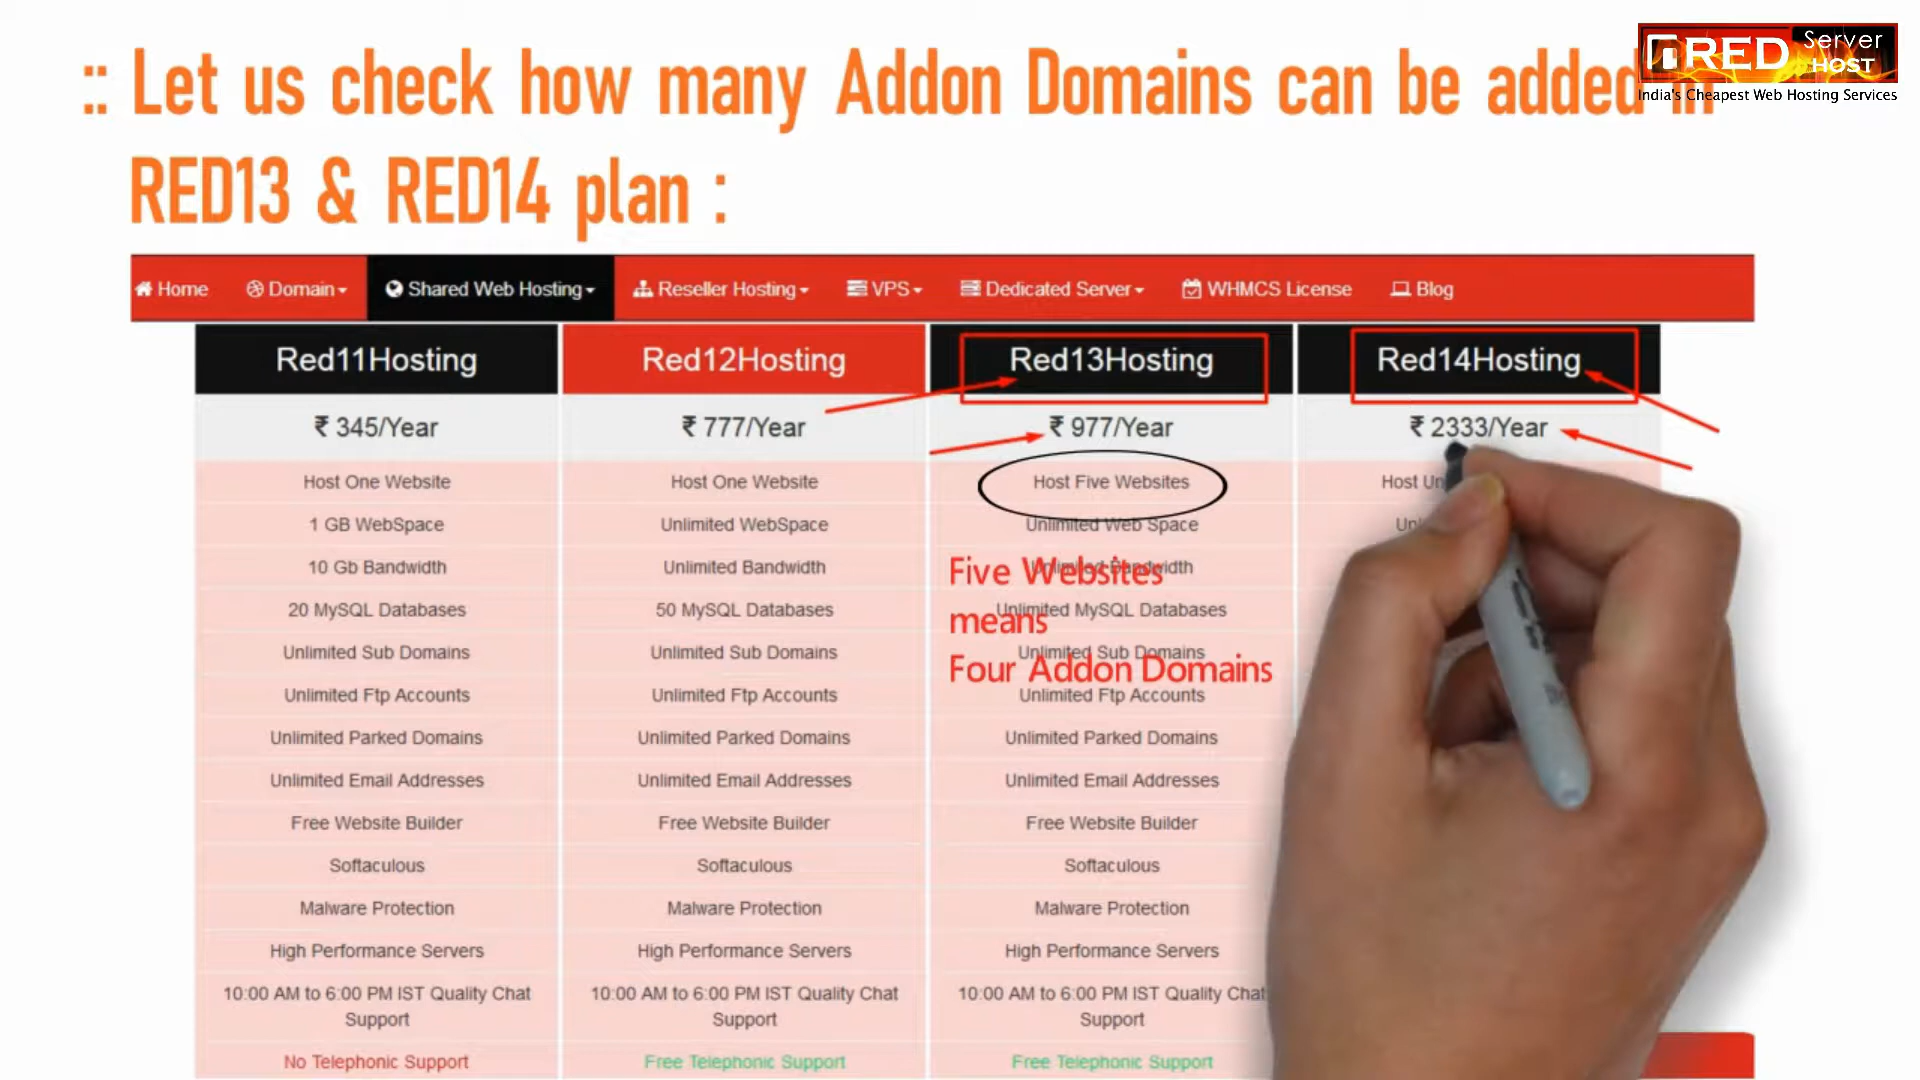 RED Server
HOST
India's Cheapest Web Hosting Services
:: Let us check how many Addon Domains can be added in
RED13 & RED14 plan :
Home Domain Shared Web Hosting Reseller Hosting VPS Dedicated Server WHMCS License Blog
Red11Hosting Red12Hosting Red13Hosting Red14Hosting
₹ 345/Year ₹ 777/Year ₹ 977/Year ₹ 2333/Year
Host One Website Host One Website Host Five Websites Host
1 GB WebSpace Unlimited WebSpace Unlimited Web Space
10 Gb Bandwidth Unlimited Bandwidth Unlimited Bandwidth
Five Websites
20 MySQL Databases 50 MySQL Databases Unlimited MySQL Databases
means
Unlimited Sub Domains Unlimited Sub Domains Unlimited Sub Domains
Four Addon Domains
Unlimited Ftp Accounts Unlimited Ftp Accounts Unlimited Ftp Accounts
Unlimited Parked Domains Unlimited Parked Domains Unlimited Parked Domains
Unlimited Email Addresses Unlimited Email Addresses Unlimited Email Addresses
Free Website Builder Free Website Builder Free Website Builder
Softaculous Softaculous Softaculous
Malware Protection Malware Protection Malware Protection
High Performance Servers High Performance Servers High Performance Servers
10:00 AM to 6:00 PM IST Quality Chat 10:00 AM to 6:00 PM IST Quality Chat 10:00 AM to 6:00 PM IST Quality Chat
Support Support Support
No Telephonic Support Free Telephonic Support Free Telephonic Support